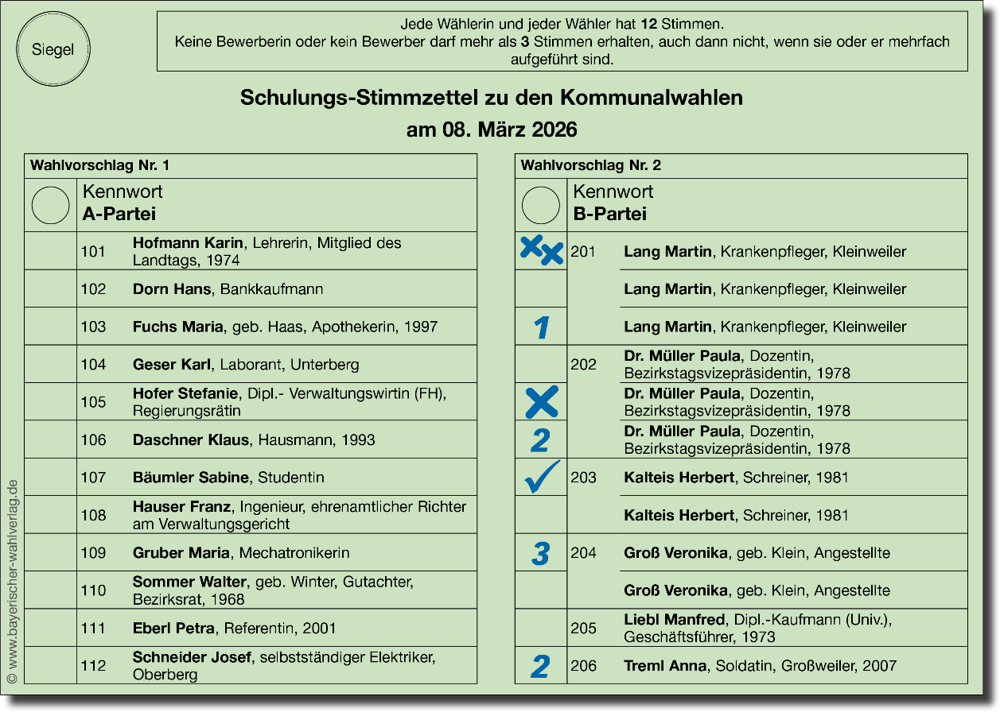 Siegel
Jede Wählerin und jeder Wähler hat 12 Stimmen.
Keine Bewerberin oder kein Bewerber darf mehr als 3 Stimmen erhalten, auch dann nicht, wenn sie oder er mehrfach
aufgeführt sind.
Schulungs-Stimmzettel zu den Kommunalwahlen
am 08. März 2026
Wahlvorschlag Nr. 1
Kennwort
A-Partei
101 Hofmann Karin, Lehrerin, Mitglied des
Landtags, 1974
102 Dorn Hans, Bankkaufmann
103 Fuchs Maria, geb. Haas, Apothekerin, 1997
104 Geser Karl, Laborant, Unterberg
105 Hofer Stefanie, Dipl.- Verwaltungswirtin (FH),
Regierungsrätin
106 Daschner Klaus, Hausmann, 1993
107 Bäumler Sabine, Studentin
108 Hauser Franz, Ingenieur, ehrenamtlicher Richter
am Verwaltungsgericht
109 Gruber Maria, Mechatronikerin
110 Sommer Walter, geb. Winter, Gutachter,
Bezirksrat, 1968
111 Eberl Petra, Referentin, 2001
112 Schneider Josef, selbstständiger Elektriker,
Oberberg
Wahlvorschlag Nr. 2
Kennwort
B-Partei
XX 201 Lang Martin, Krankenpfleger, Kleinweiler
Lang Martin, Krankenpfleger, Kleinweiler
1 Lang Martin, Krankenpfleger, Kleinweiler
202 Dr. Müller Paula, Dozentin,
Bezirkstagsvizepräsidentin, 1978
X Dr. Müller Paula, Dozentin,
Bezirkstagsvizepräsidentin, 1978
2 Dr. Müller Paula, Dozentin,
Bezirkstagsvizepräsidentin, 1978
✓ 203 Kalteis Herbert, Schreiner, 1981
Kalteis Herbert, Schreiner, 1981
3 204 Groß Veronika, geb. Klein, Angestellte
Groß Veronika, geb. Klein, Angestellte
205 Liebl Manfred, Dipl.-Kaufmann (Univ.),
Geschäftsführer, 1973
2 206 Treml Anna, Soldatin, Großweiler, 2007
© www.bayerischer-wahlverlag.de